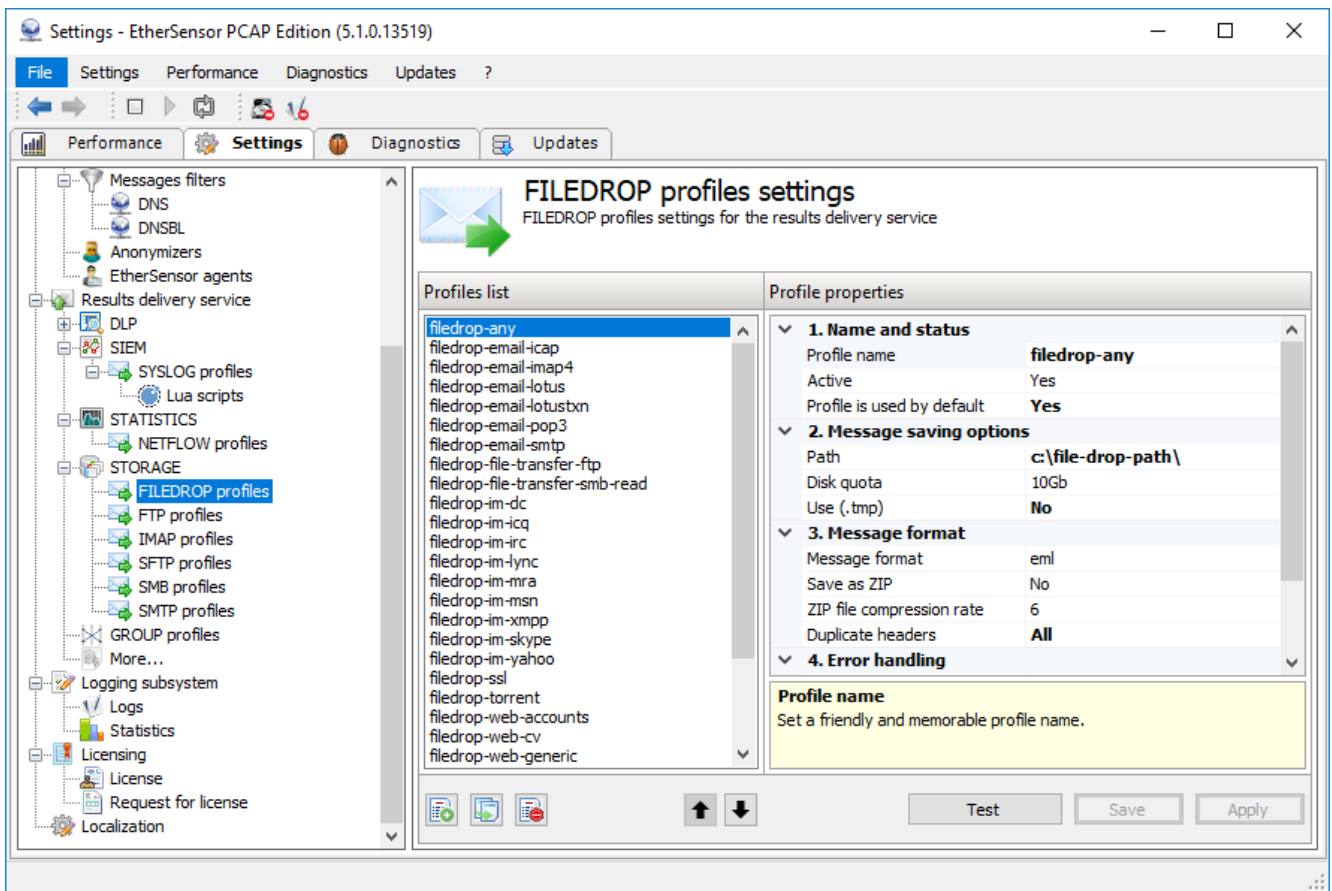 Settings - EtherSensor PCAP Edition (5.1.0.13519)
File Settings Performance Diagnostics Updates ?
Performance Settings Diagnostics Updates
Messages filters
DNS
DNSBL
Anonymizers
EtherSensor agents
Results delivery service
DLP
SIEM
SYSLOG profiles
Lua scripts
STATISTICS
NETFLOW profiles
STORAGE
FILEDROP profiles
FTP profiles
IMAP profiles
SFTP profiles
SMB profiles
SMTP profiles
GROUP profiles
More...
Logging subsystem
Logs
Statistics
Licensing
License
Request for license
Localization
FILEDROP profiles settings
FILEDROP profiles settings for the results delivery service
Profiles list
filedrop-any
filedrop-email-icap
filedrop-email-imap4
filedrop-email-lotus
filedrop-email-lotustxn
filedrop-email-pop3
filedrop-email-smtp
filedrop-file-transfer-ftp
filedrop-file-transfer-smb-read
filedrop-im-dc
filedrop-im-icq
filedrop-im-irc
filedrop-im-lync
filedrop-im-mra
filedrop-im-msn
filedrop-im-xmpp
filedrop-im-skype
filedrop-im-yahoo
filedrop-ssl
filedrop-torrent
filedrop-web-accounts
filedrop-web-cv
filedrop-web-generic
Profile properties
1. Name and status
Profile name filedrop-any
Active Yes
Profile is used by default Yes
2. Message saving options
Path c:\file-drop-path\
Disk quota 10Gb
Use (.tmp) No
3. Message format
Message format eml
Save as ZIP No
ZIP file compression rate 6
Duplicate headers All
4. Error handling
Profile name
Set a friendly and memorable profile name.
Test Save Apply